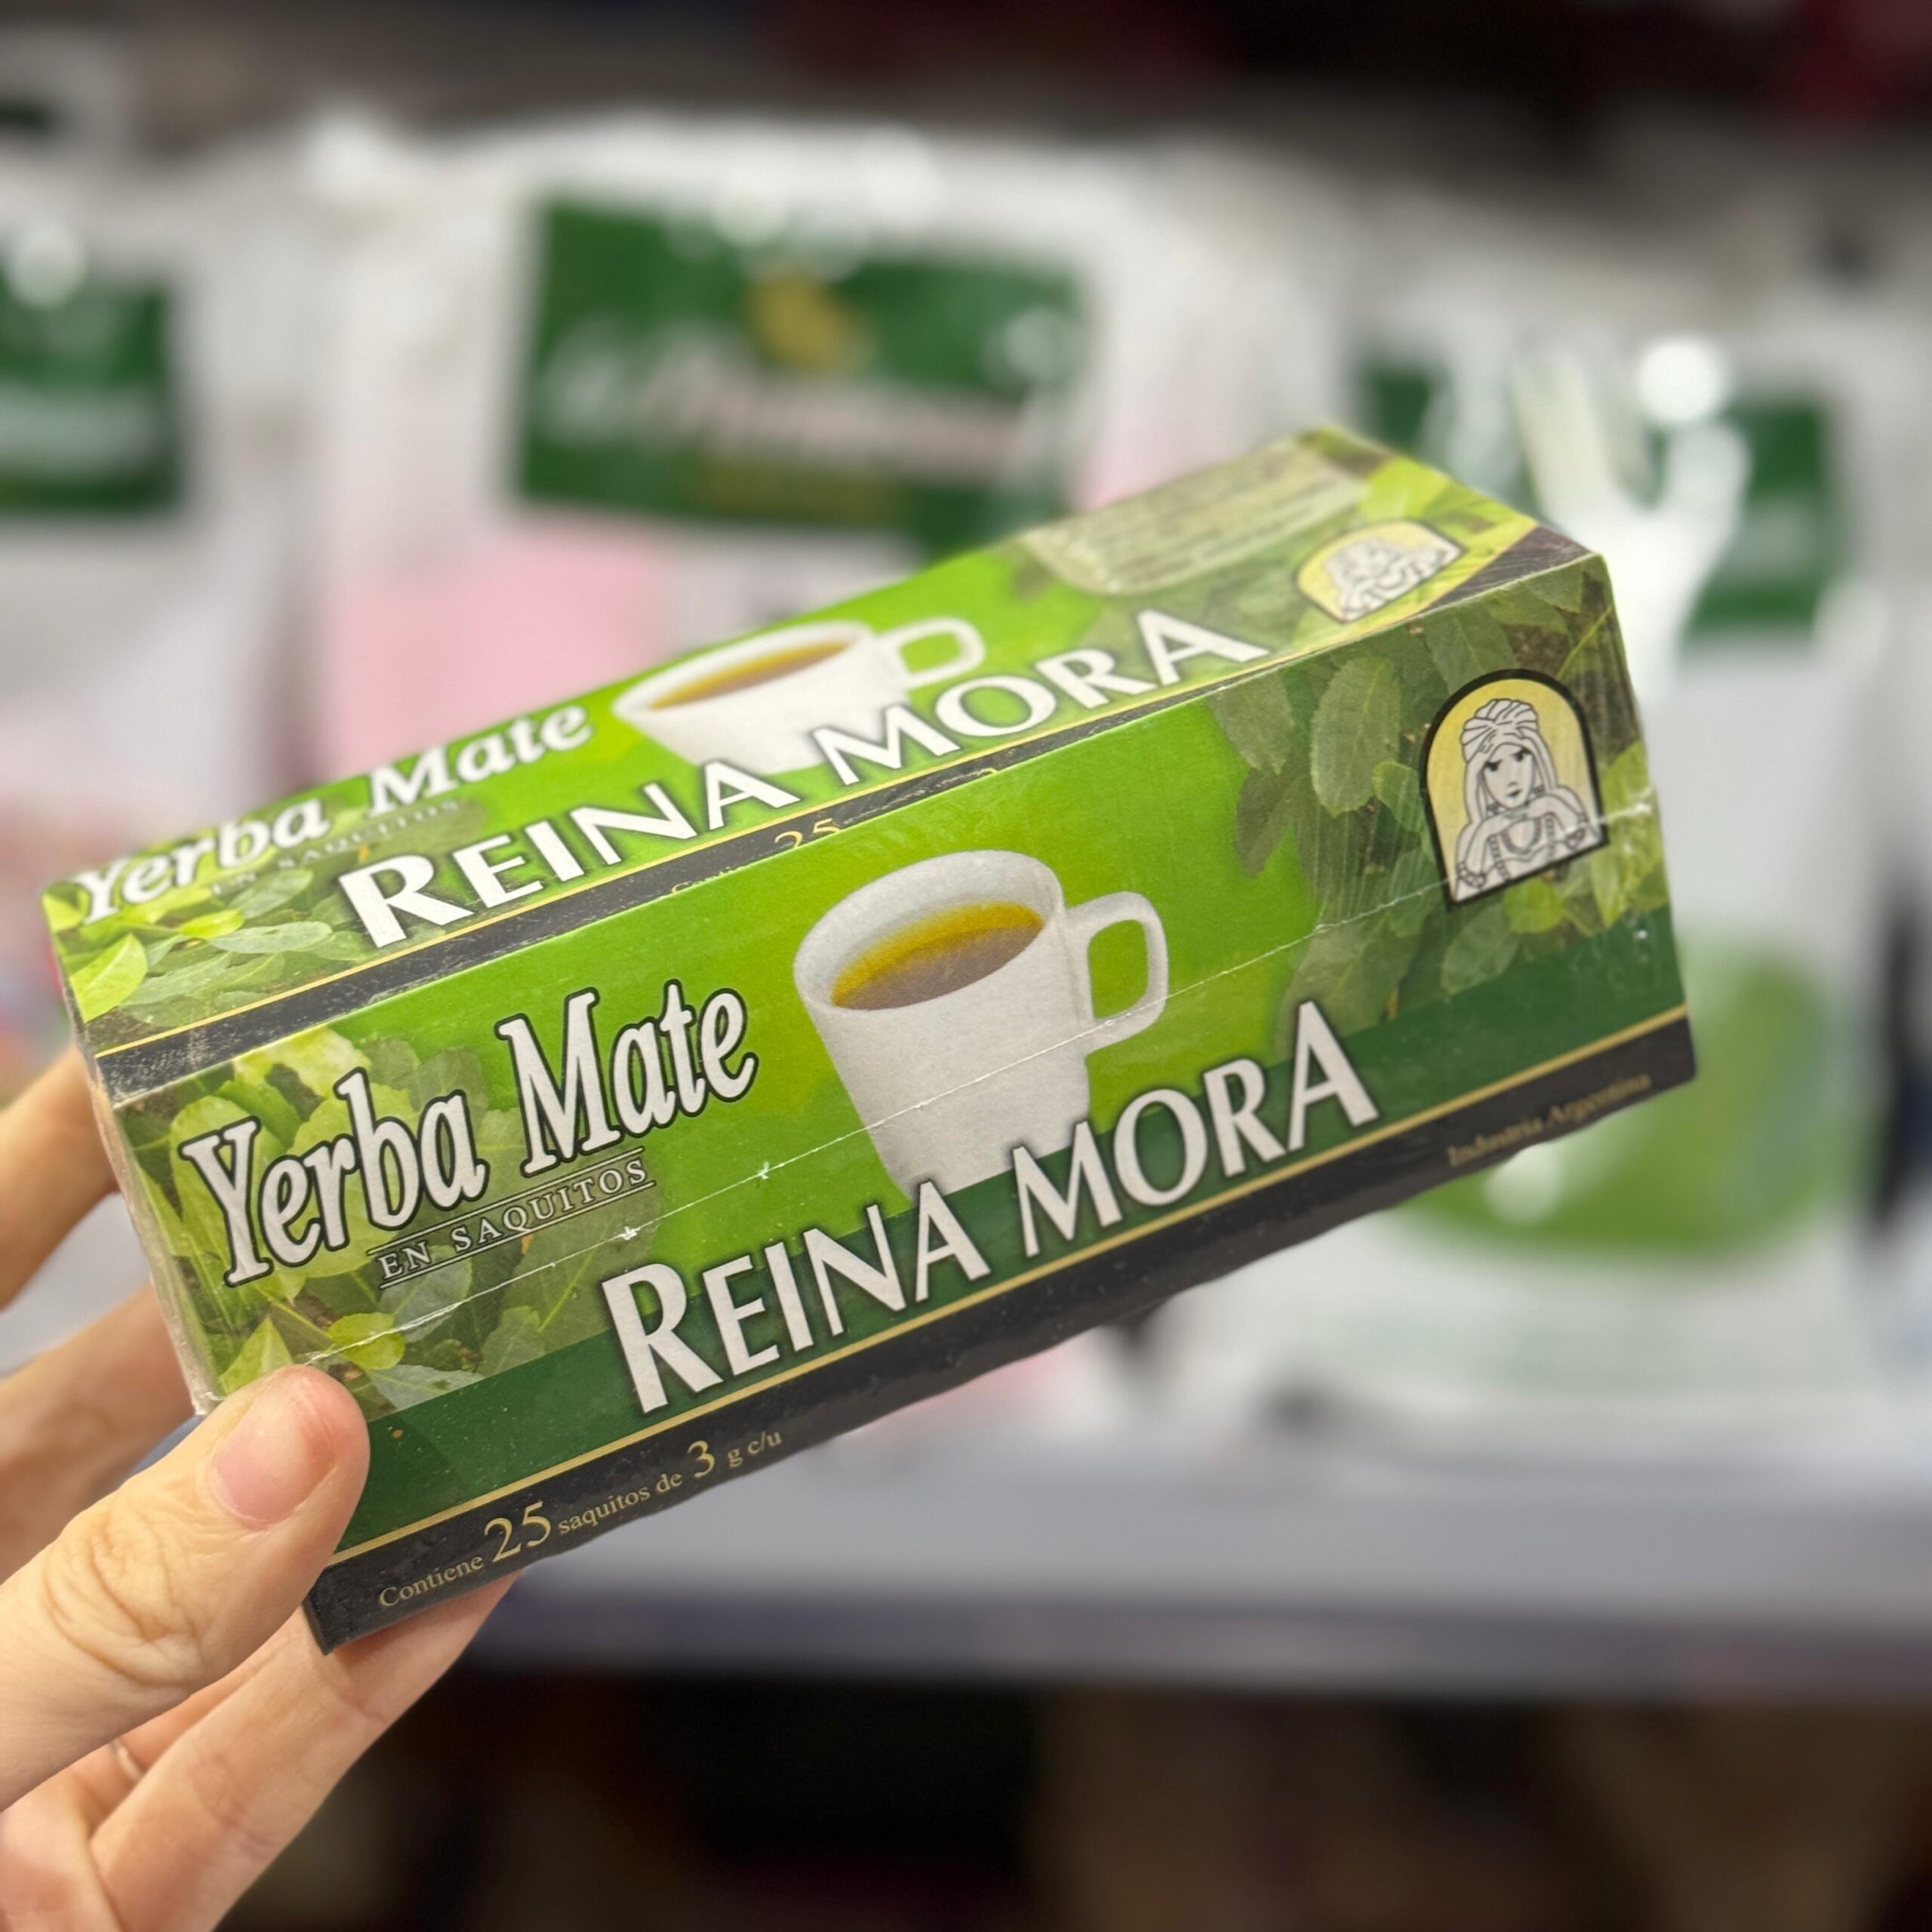 Yerba Mate
EN SAQUITOS
REINA MORA
25
Yerba Mate
EN SAQUITOS
REINA MORA
Industria Argentina
Contiene 25 saquitos de 3 g c/u